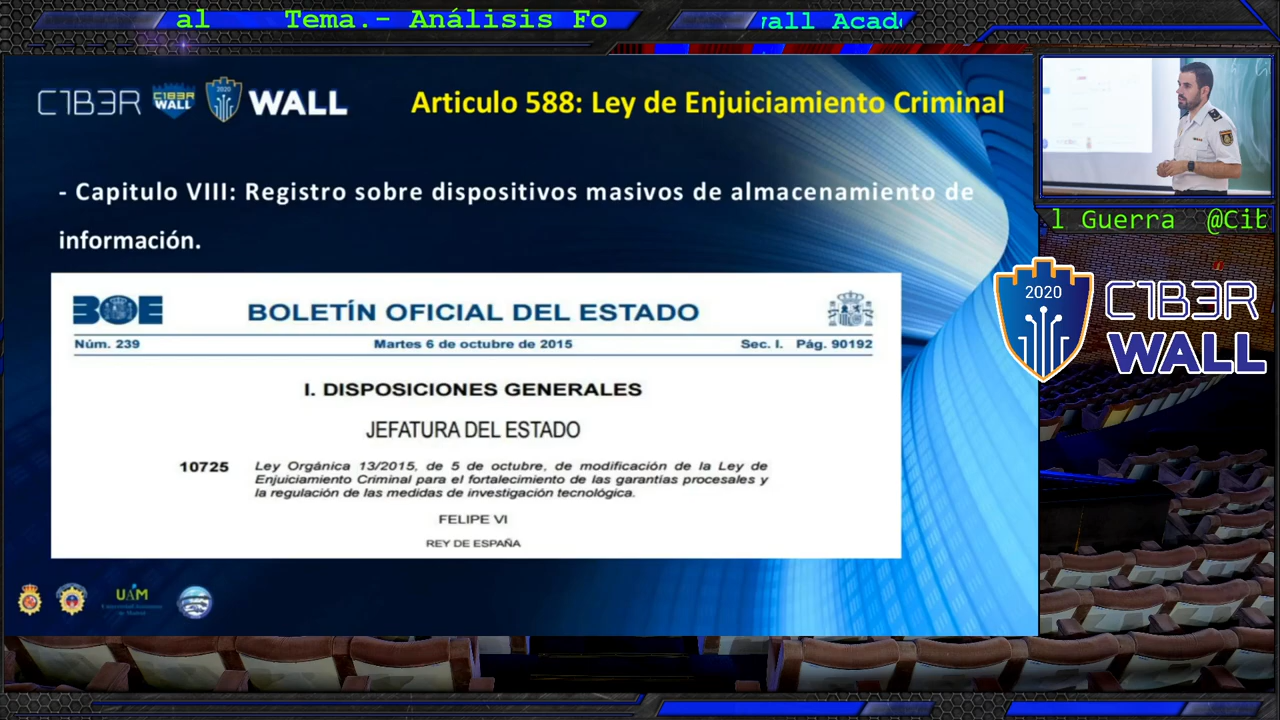 al Tema.- Análisis Fo
wall Acad
C1B3R
C1B3R
WALL
2020
WALL
Articulo 588: Ley de Enjuiciamiento Criminal
- Capitulo VIII: Registro sobre dispositivos masivos de almacenamiento de
información.
BOE
BOLETÍN OFICIAL DEL ESTADO
Núm. 239
Martes 6 de octubre de 2015
Sec. I. Pág. 90192
I. DISPOSICIONES GENERALES
JEFATURA DEL ESTADO
10725
Ley Orgánica 13/2015, de 5 de octubre, de modificación de la Ley de
Enjuiciamiento Criminal para el fortalecimiento de las garantías procesales y
la regulación de las medidas de investigación tecnológica.
FELIPE VI
REY DE ESPAÑA
UAM
l Guerra @Cib
2020
C1B3R
WALL